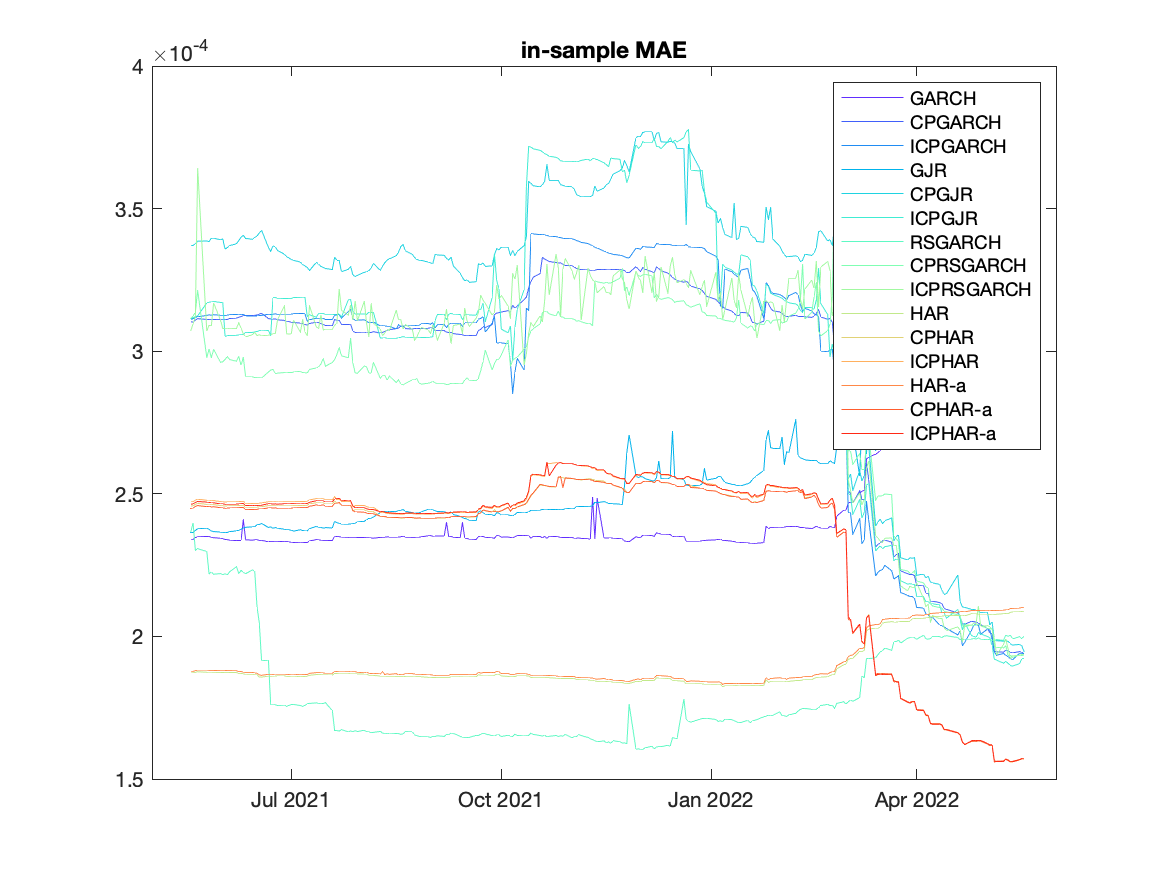 ×10-4
in-sample MAE
4
3.5
3
2.5
2
1.5
GARCH
CPGARCH
ICPGARCH
GJR
CPGJR
ICPGJR
RSGARCH
CPRSGARCH
ICPRSGARCH
HAR
CPHAR
ICPHAR
HAR-a
CPHAR-a
ICPHAR-a
Jul 2021
Oct 2021
Jan 2022
Apr 2022